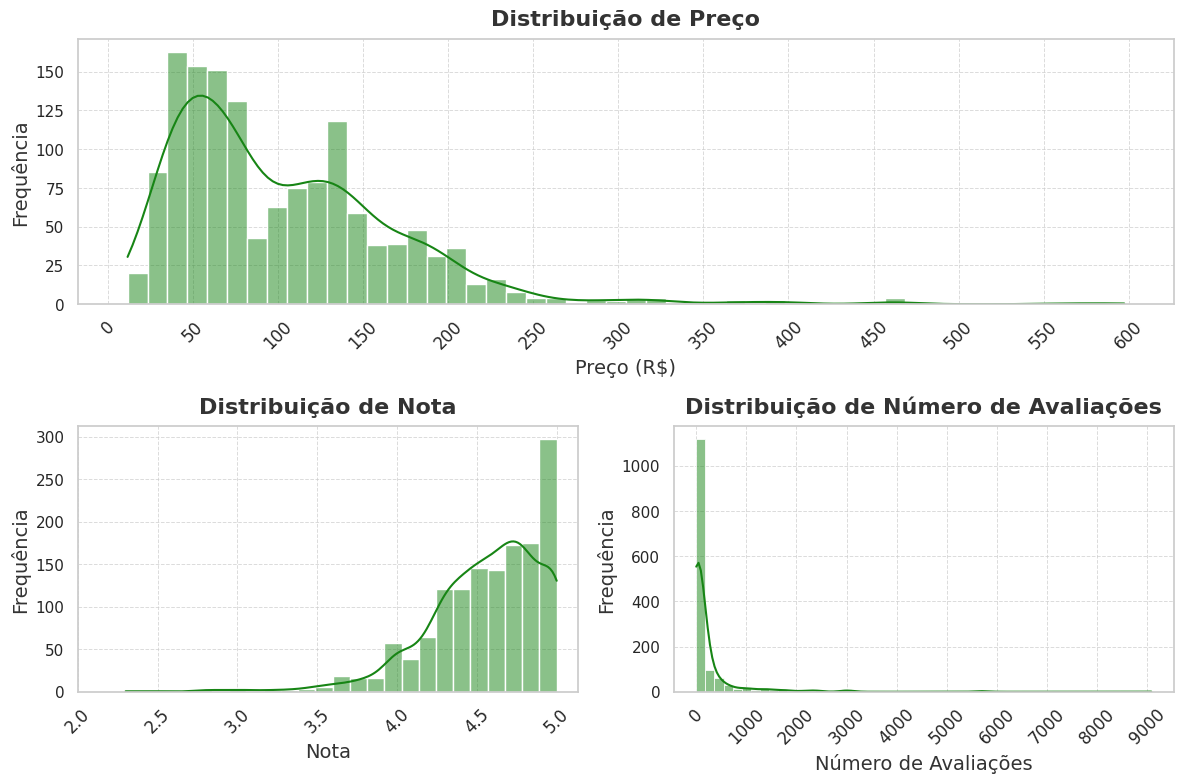 Distribuição de Preço
Frequência
150
125
100
75
50
25
0
0 50 100 150 200 250 300 350 400 450 500 550 600
Preço (R$)
Distribuição de Nota
Frequência
300
250
200
150
100
50
0
2.0 2.5 3.0 3.5 4.0 4.5 5.0
Nota
Distribuição de Número de Avaliações
Frequência
1000
800
600
400
200
0
0 1000 2000 3000 4000 5000 6000 7000 8000 9000
Número de Avaliações